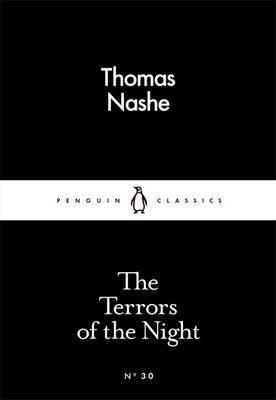 Thomas
Nashe
PENGUIN CLASSICS
The
Terrors
of the Night
Nº 30